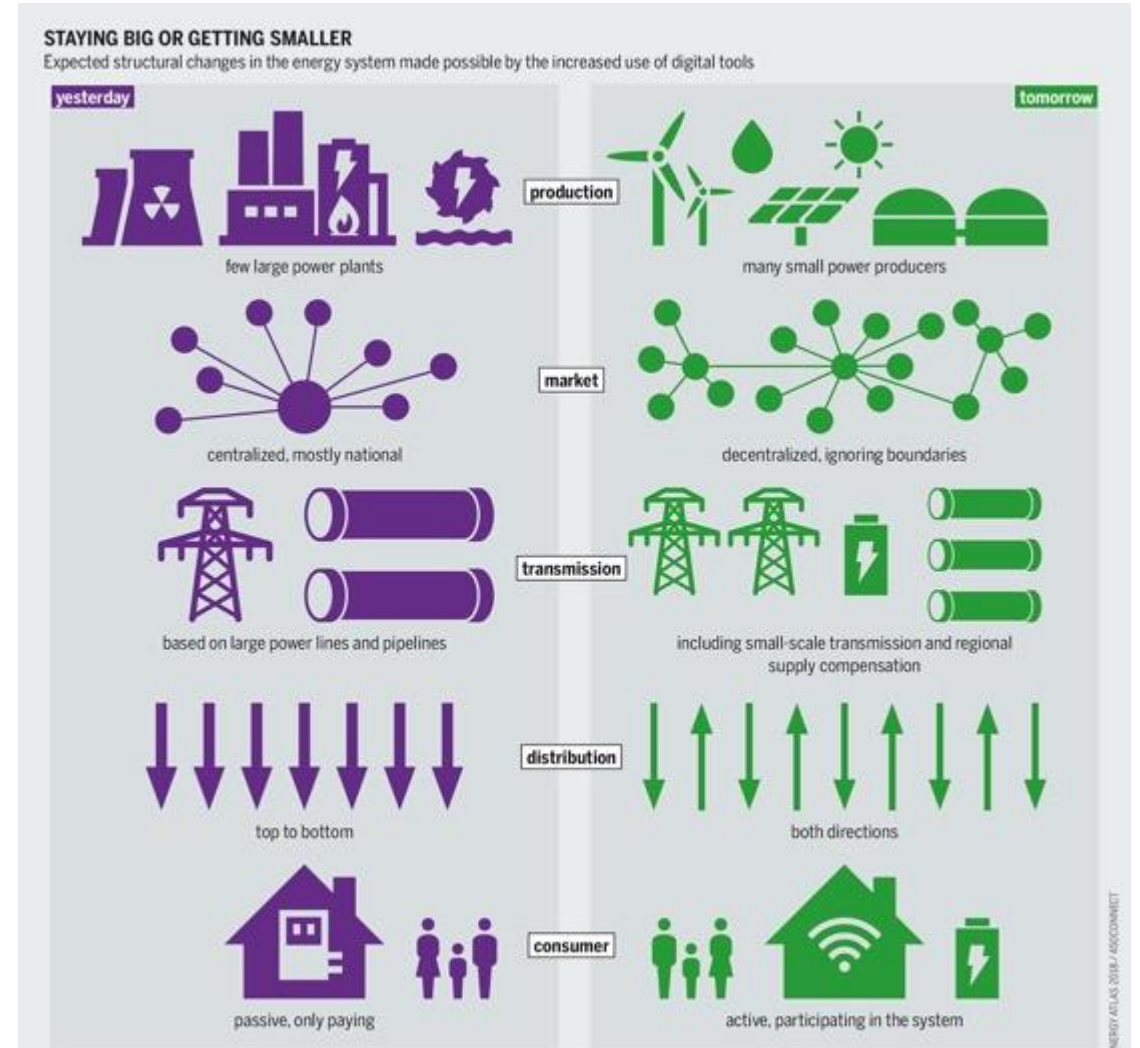 STAYING BIG OR GETTING SMALLER
Expected structural changes in the energy system made possible by the increased use of digital tools
yesterday
tomorrow
production
few large power plants
many small power producers
market
centralized, mostly national
decentralized, ignoring boundaries
transmission
based on large power lines and pipelines
including small-scale transmission and regional
supply compensation
distribution
top to bottom
both directions
consumer
passive, only paying
active, participating in the system
ATLAS 2018 / 450CONNECT